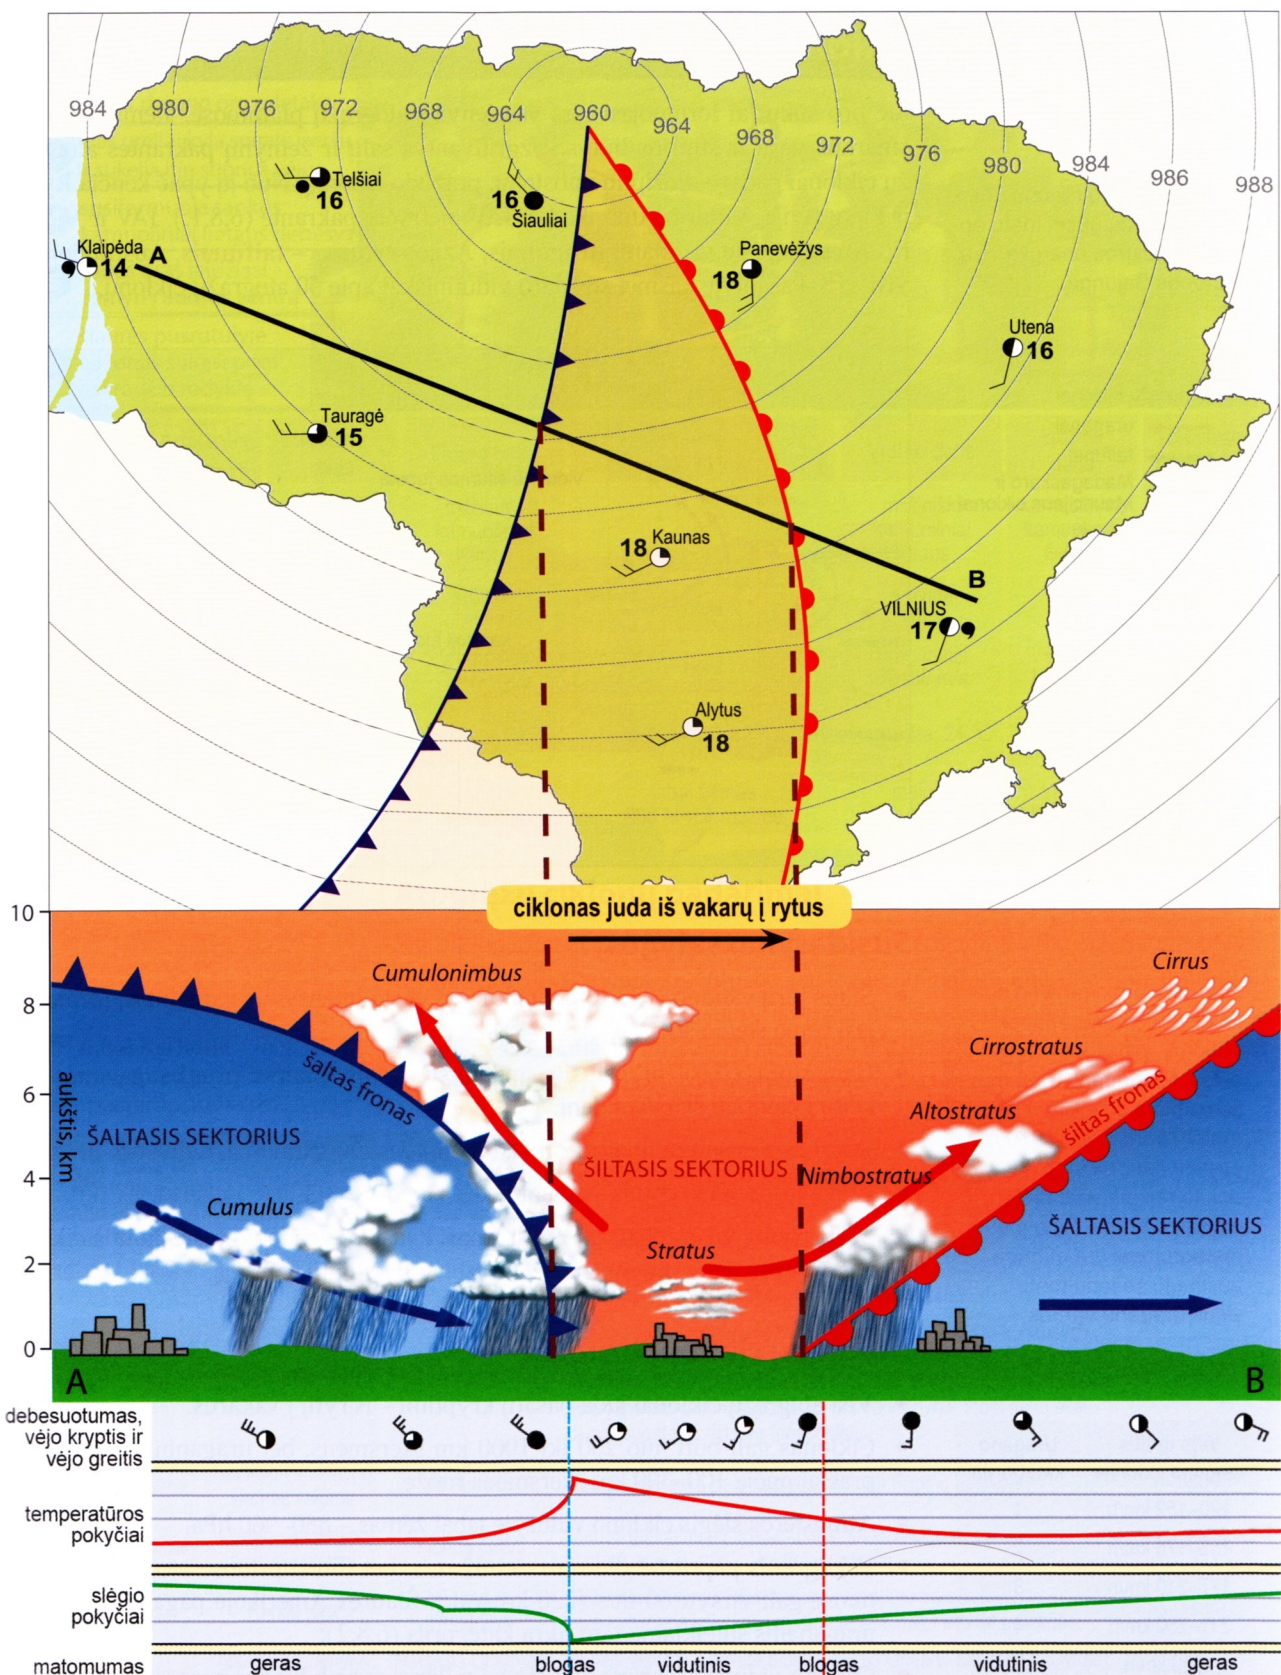 984
980
976
972
968
964
960
964
968
972
976
980
984
986
988
Telšiai
16
16
Šiauliai
Klaipėda
14
A
Panevėžys
18
Utena
16
Tauragė
15
Kaunas
18
B
VILNIUS
17
Alytus
18
ciklonas juda iš vakarų į rytus
10
8
6
4
2
0
aukštis, km
Cumulonimbus
Cirrus
Cirrostratus
Altostratus
Nimbostratus
šaltas fronas
šiltas fronas
ŠALTASIS SEKTORIUS
ŠILTASIS SEKTORIUS
ŠALTASIS SEKTORIUS
Cumulus
Stratus
A
B
debesuotumas,
vėjo kryptis ir
vėjo greitis
temperatūros
pokyčiai
slėgio
pokyčiai
matomumas geras blogas vidutinis blogas vidutinis geras